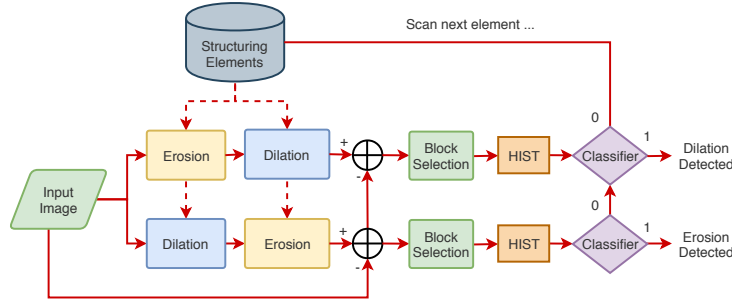 Scan next element ...
Structuring
Elements
0
1
+
Erosion
Dilation
Block
Selection
HIST
Classifier
Dilation
Detected
-
Input
Image
0
1
+
Dilation
Erosion
Block
Selection
HIST
Classifier
Erosion
Detected
-